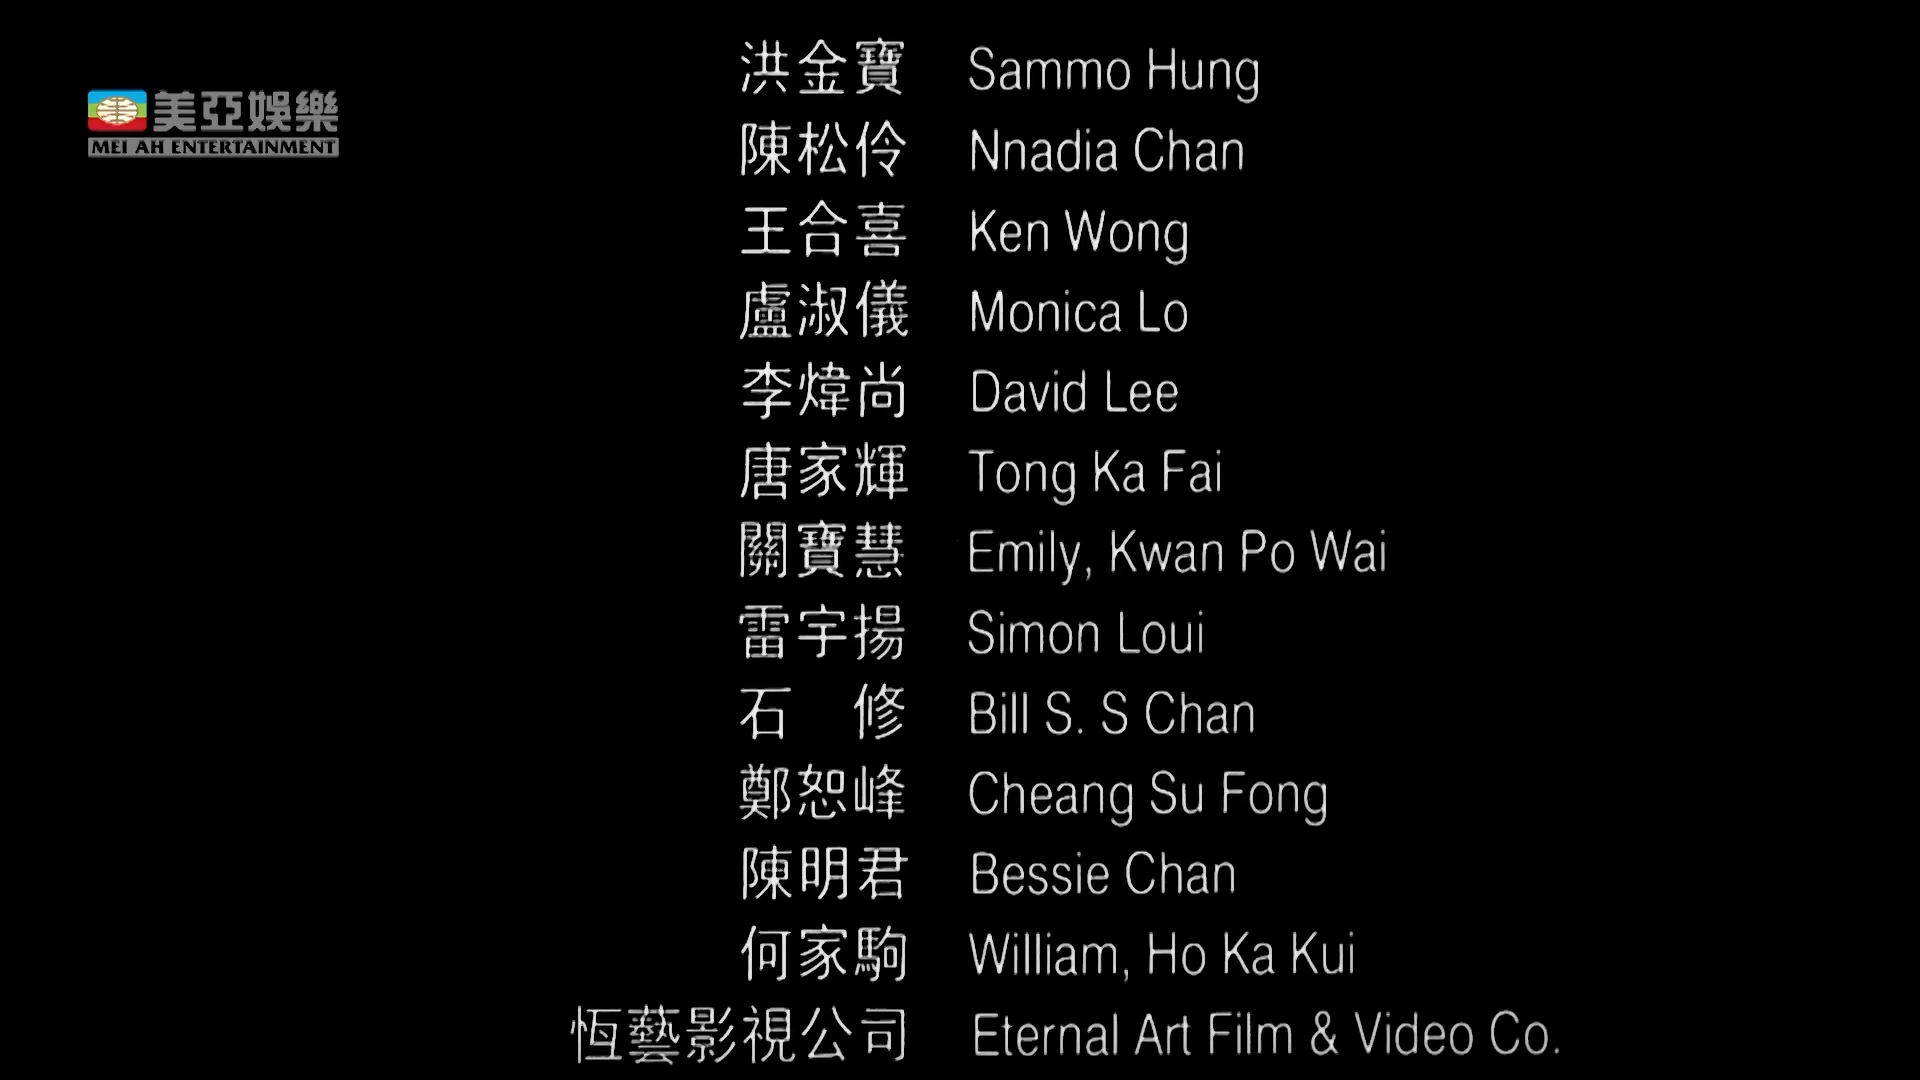 洪金寶 Sammo Hung
美亞娛樂
MEI AH ENTERTAINMENT
陳松伶 Nnadia Chan
王合喜 Ken Wong
盧淑儀 Monica Lo
李煒尚 David Lee
唐家輝 Tong Ka Fai
關寶慧 Emily, Kwan Po Wai
雷宇揚 Simon Loui
石 修 Bill S. S Chan
鄭恕峰 Cheang Su Fong
陳明君 Bessie Chan
何家駒 William, Ho Ka Kui
恆藝影視公司 Eternal Art Film & Video Co.